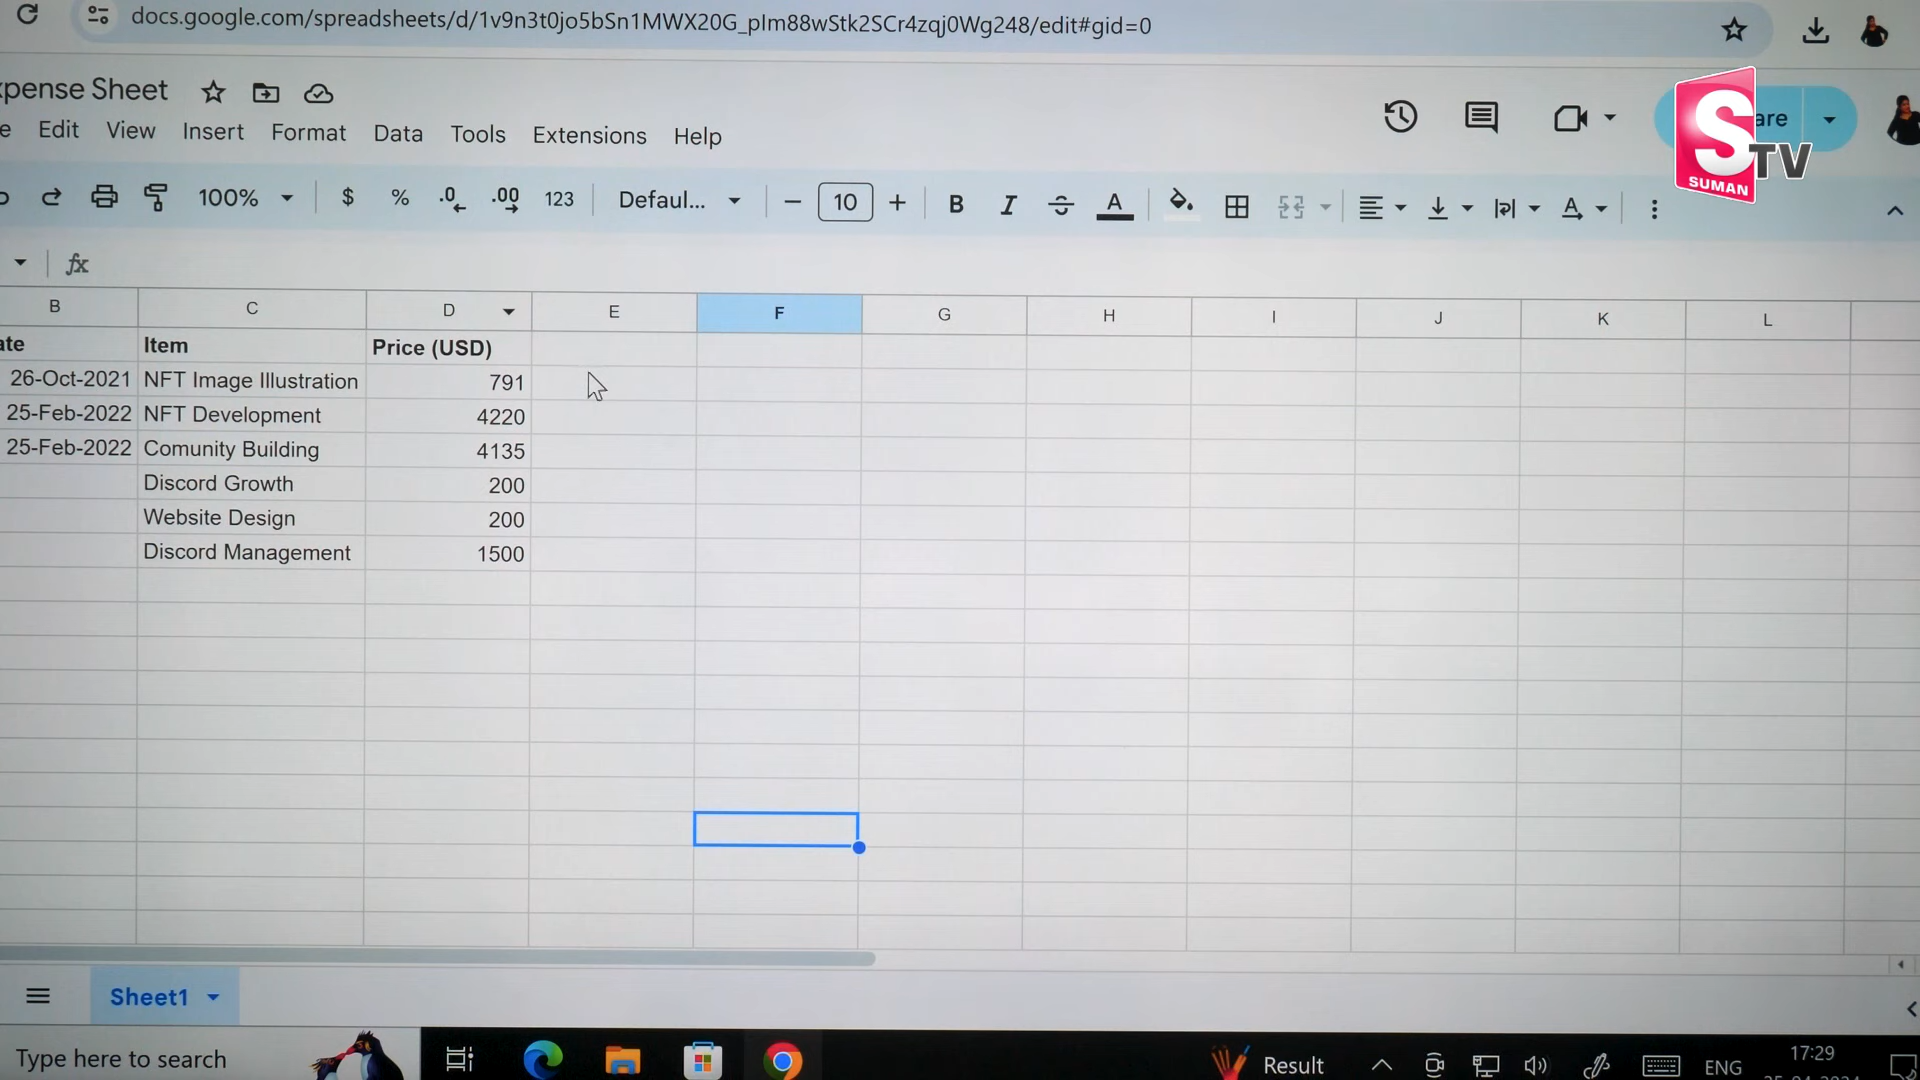 docs.google.com/spreadsheets/d/1v9n3t0jo5bSn1MWX20G_pIm88wStk2SCr4zqj0Wg248/edit#gid=0
xpense Sheet
e Edit View Insert Format Data Tools Extensions Help
are
S TV
SUMAN
100% $ % .0 .00 123 Defaul... − 10 + B I S A A
fx
B C D E F G H I J K L
ate Item Price (USD)
26-Oct-2021 NFT Image Illustration 791
25-Feb-2022 NFT Development 4220
25-Feb-2022 Comunity Building 4135
Discord Growth 200
Website Design 200
Discord Management 1500
Sheet1
Type here to search Result ENG 17:29